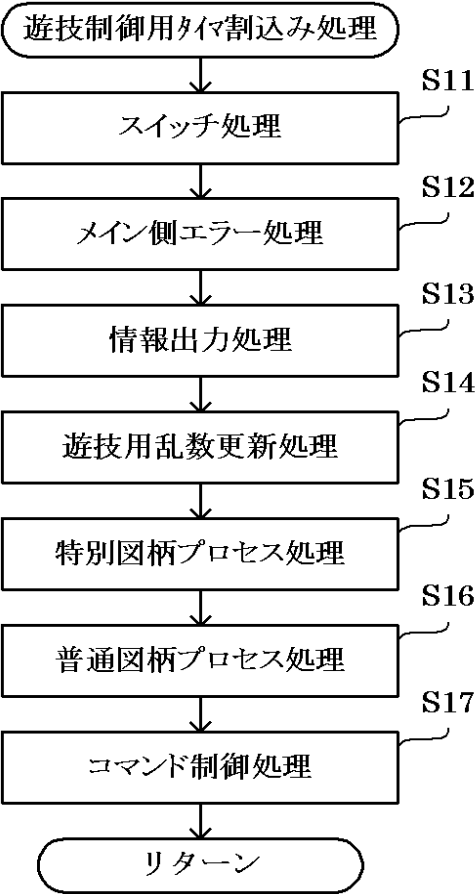 遊技制御用ﾀｲﾏ割込み処理
S11
スイッチ処理
S12
メイン側エラー処理
S13
情報出力処理
S14
遊技用乱数更新処理
S15
特別図柄プロセス処理
S16
普通図柄プロセス処理
S17
コマンド制御処理
リターン